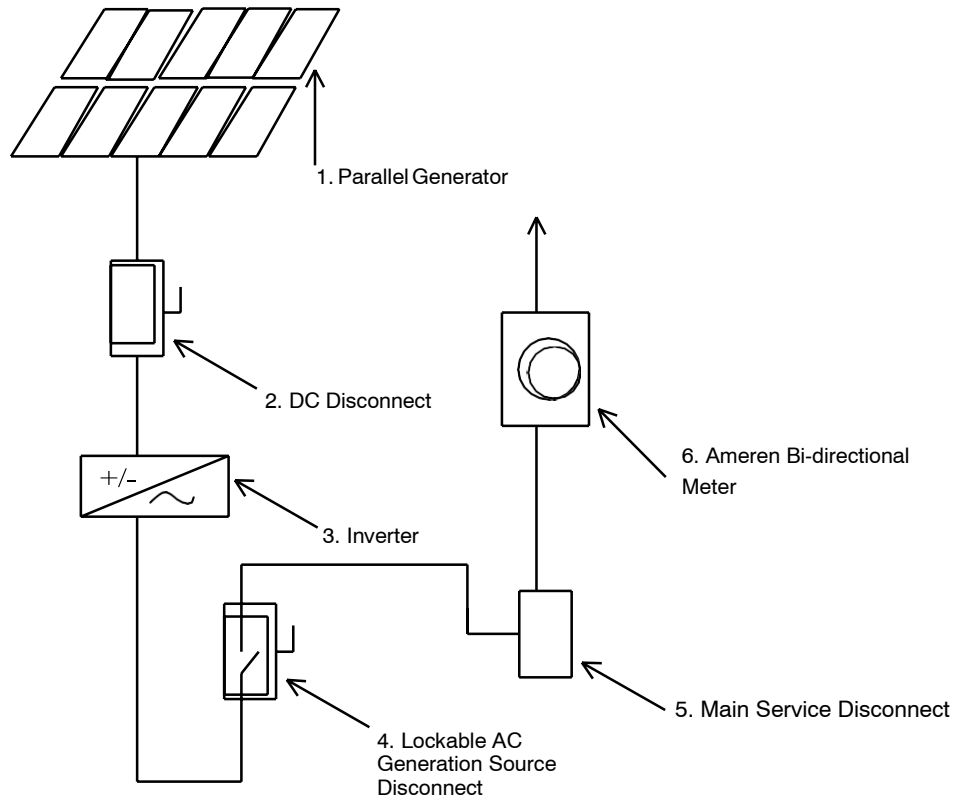 1. Parallel Generator
2. DC Disconnect
+/-
3. Inverter
6. Ameren Bi-directional
Meter
4. Lockable AC
Generation Source
Disconnect
5. Main Service Disconnect